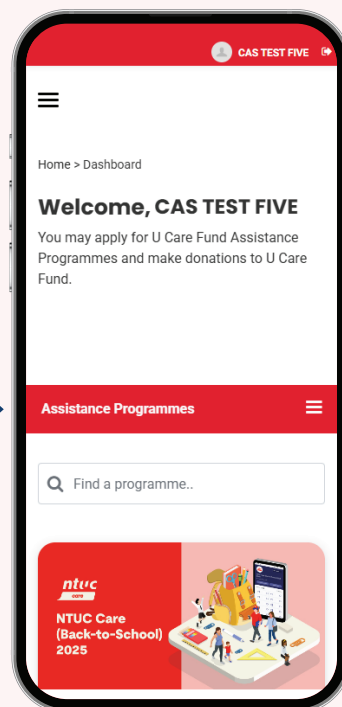 CAS TEST FIVE
Home > Dashboard
Welcome, CAS TEST FIVE
You may apply for U Care Fund Assistance
Programmes and make donations to U Care
Fund.
Assistance Programmes
Find a programme..
ntuc
care
NTUC Care
(Back-to-School)
2025